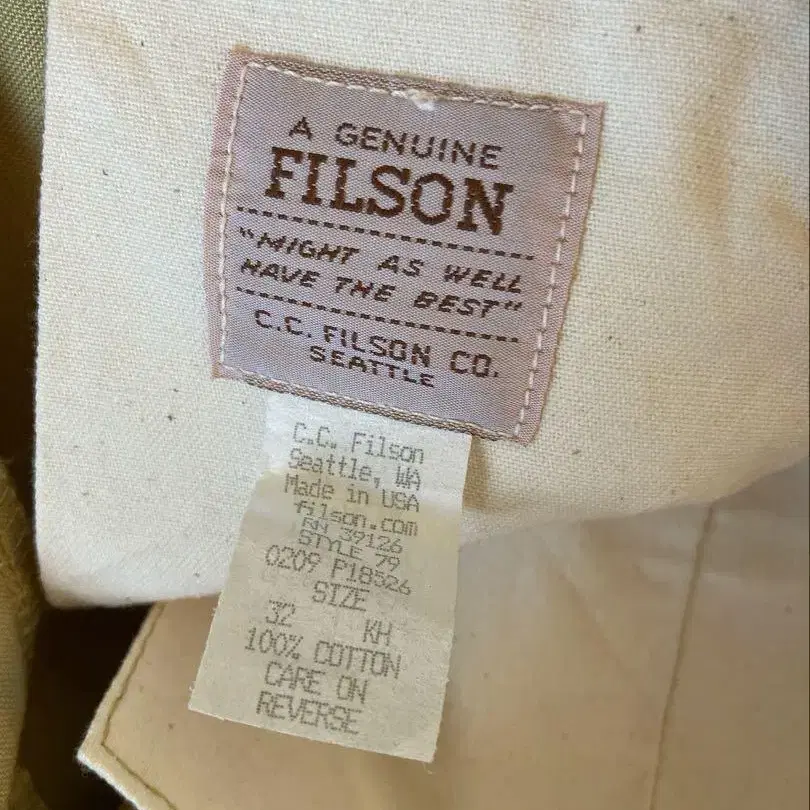 A GENUINE
FILSON
"MIGHT AS WELL
HAVE THE BEST"
C.C. FILSON CO.
SEATTLE
C.C. Filson
Seattle, WA
Made in USA
filson.com
RN 39126
STYLE 79
0209 P18526
SIZE
32 KH
100% COTTON
CARE ON
REVERSE